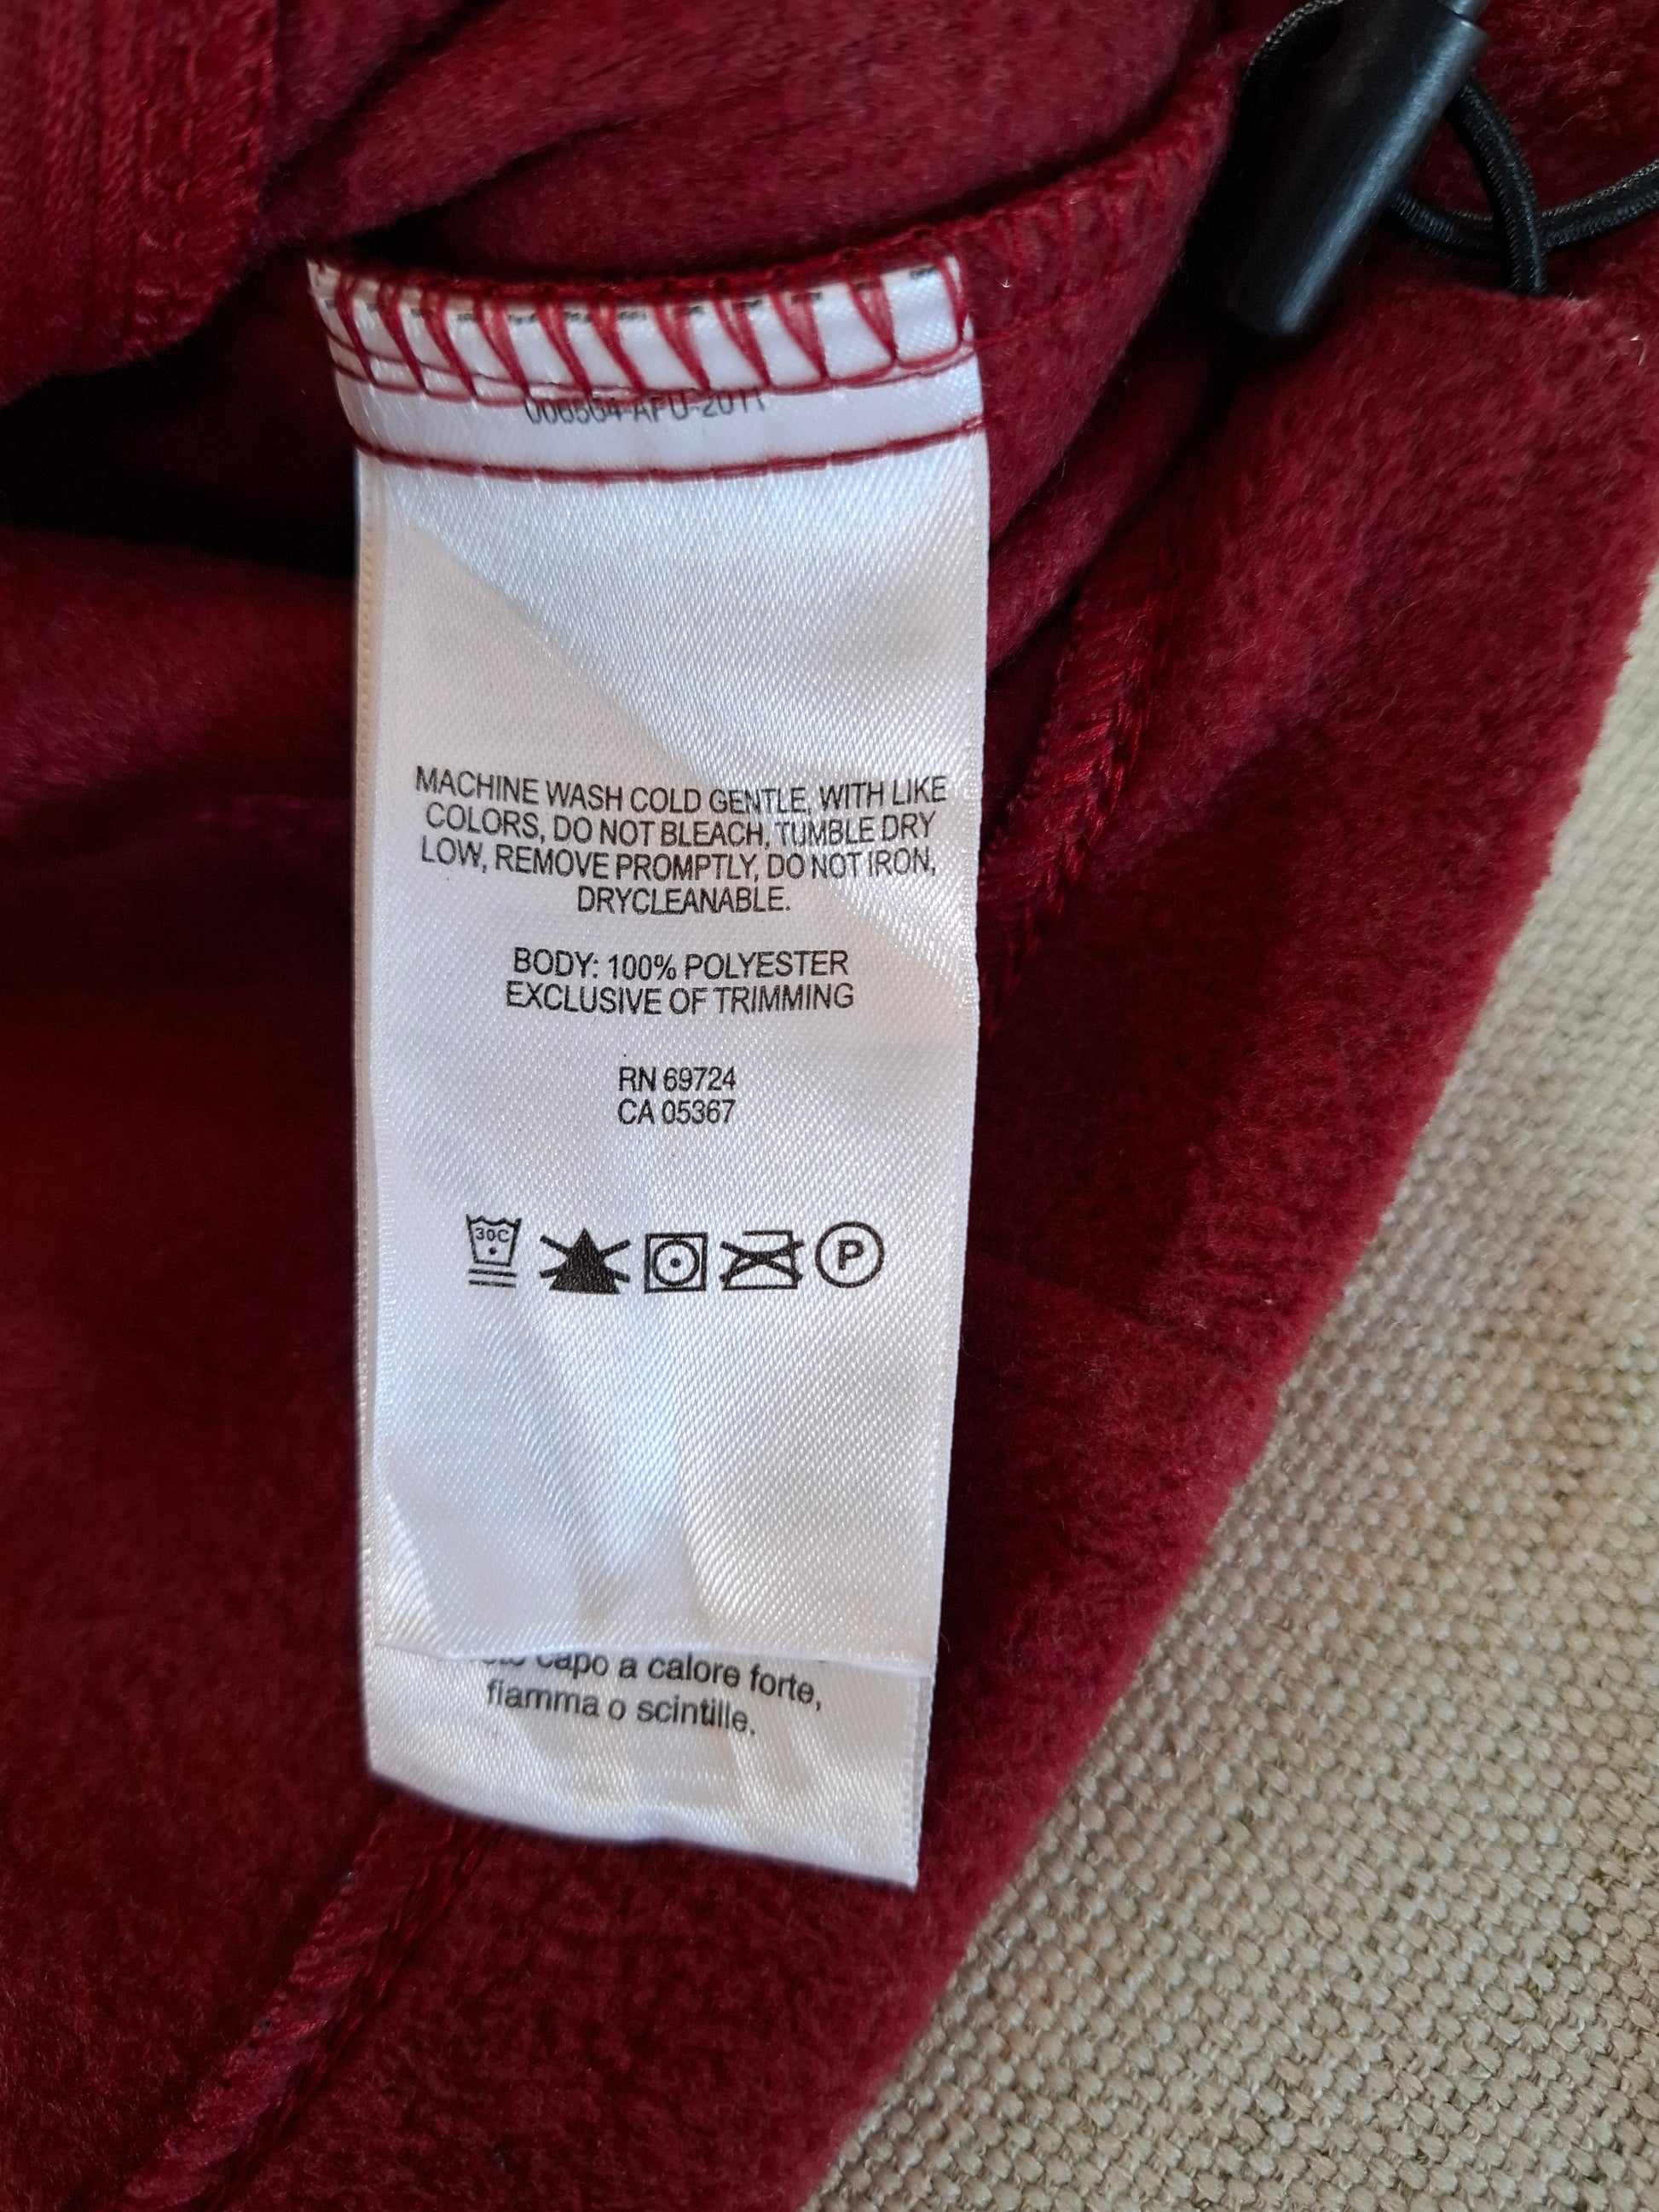 MACHINE WASH COLD GENTLE, WITH LIKE
COLORS, DO NOT BLEACH, TUMBLE DRY
LOW, REMOVE PROMPTLY, DO NOT IRON,
DRYCLEANABLE.
BODY: 100% POLYESTER
EXCLUSIVE OF TRIMMING
RN 69724
CA 05367
30C
P
capo a calore forte,
fiamma o scintille.